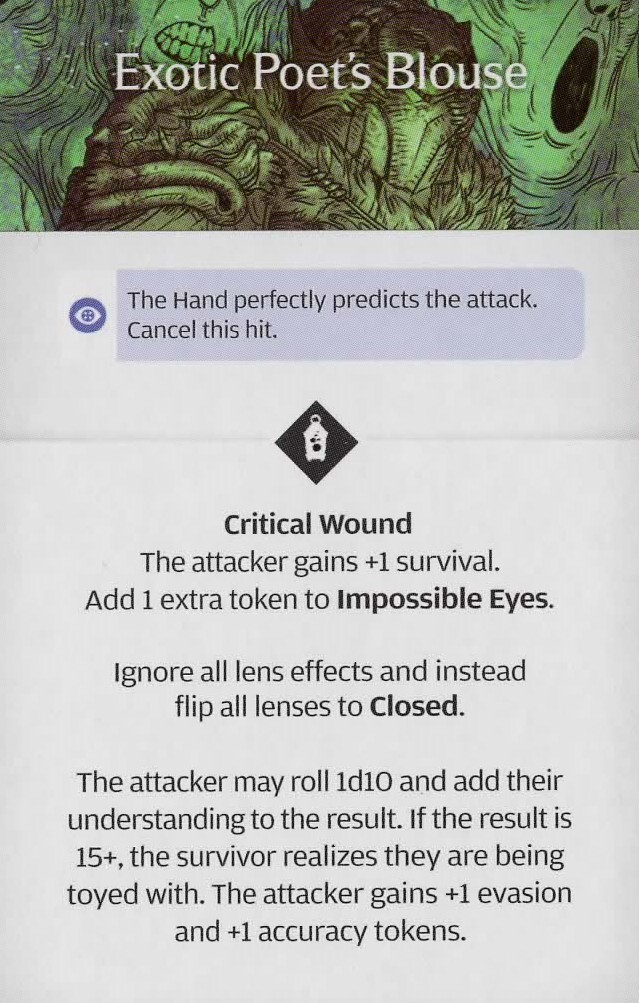 Exotic Poet's Blouse
The Hand perfectly predicts the attack.
Cancel this hit.
Critical Wound
The attacker gains +1 survival.
Add 1 extra token to Impossible Eyes.
Ignore all lens effects and instead
flip all lenses to Closed.
The attacker may roll 1d10 and add their
understanding to the result. If the result is
15+, the survivor realizes they are being
toyed with. The attacker gains +1 evasion
and +1 accuracy tokens.